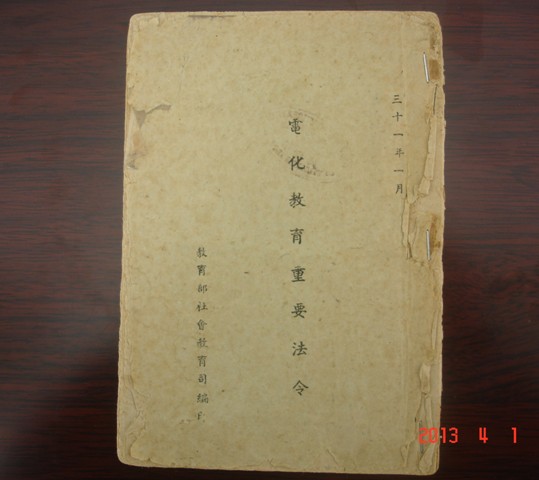 三十一年一月
電化教育重要法令
教育部社會教育司編
2013 4 1